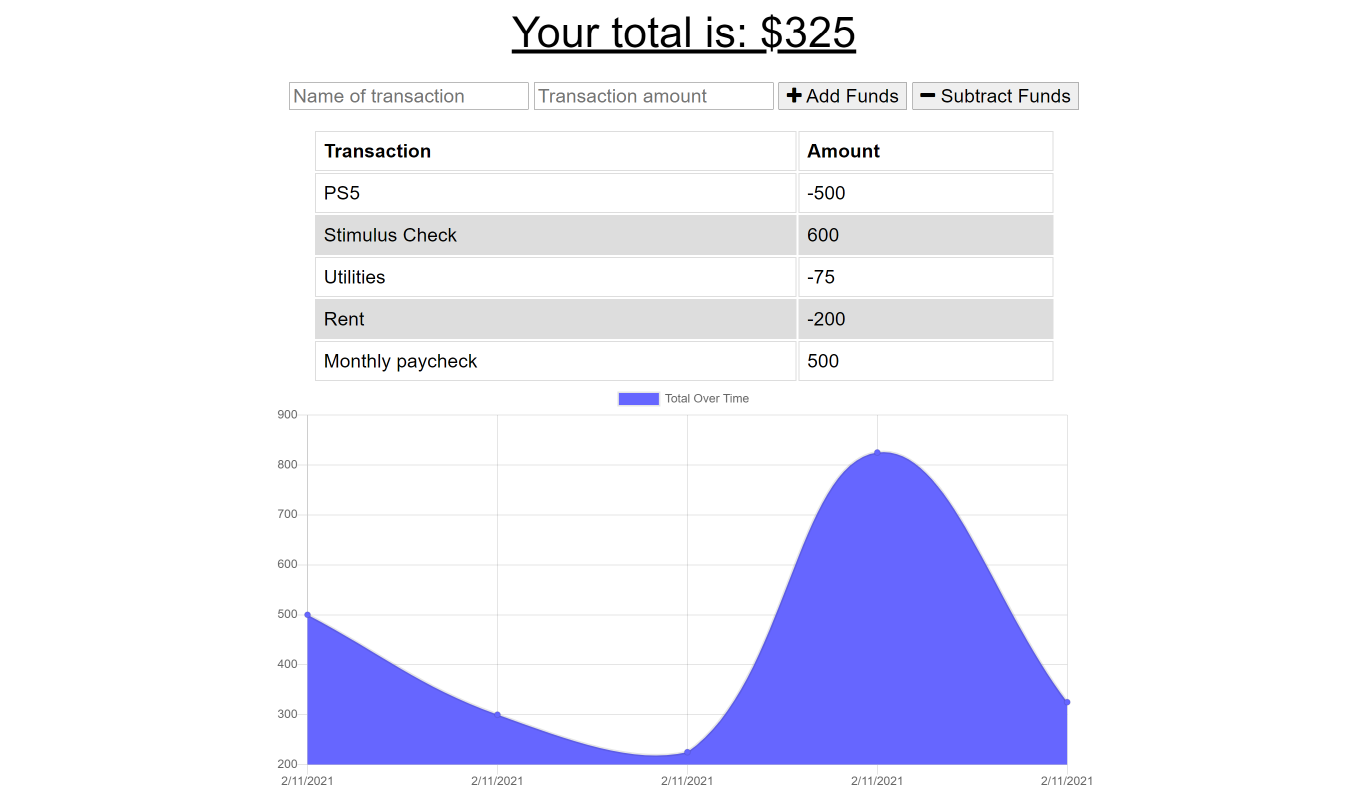 Your total is: $325
Name of transaction Transaction amount Add Funds Subtract Funds
Transaction Amount
PS5 -500
Stimulus Check 600
Utilities -75
Rent -200
Monthly paycheck 500
Total Over Time
900
800
700
600
500
400
300
200
2/11/2021 2/11/2021 2/11/2021 2/11/2021 2/11/2021